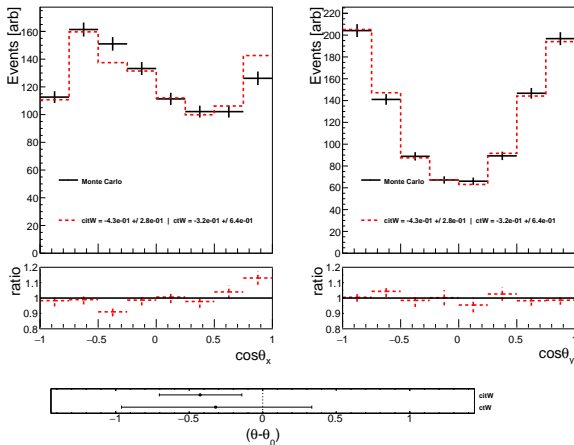 Events [arb]
160
140
120
100
80
60
40
20
0
Monte Carlo
citW = -4.3e-01 +/ 2.8e-01 | ctW = -3.2e-01 +/ 6.4e-01
ratio
1.2
1.1
1
0.9
0.8
−1 −0.5 0 0.5 1
cosθx
Events [arb]
220
200
180
160
140
120
100
80
60
40
20
0
Monte Carlo
citW = -4.3e-01 +/ 2.8e-01 | ctW = -3.2e-01 +/ 6.4e-01
ratio
1.2
1.1
1
0.9
0.8
−1 −0.5 0 0.5 1
cosθy
citW
ctW
−1 −0.5 0 0.5 1
(θ-θ0)